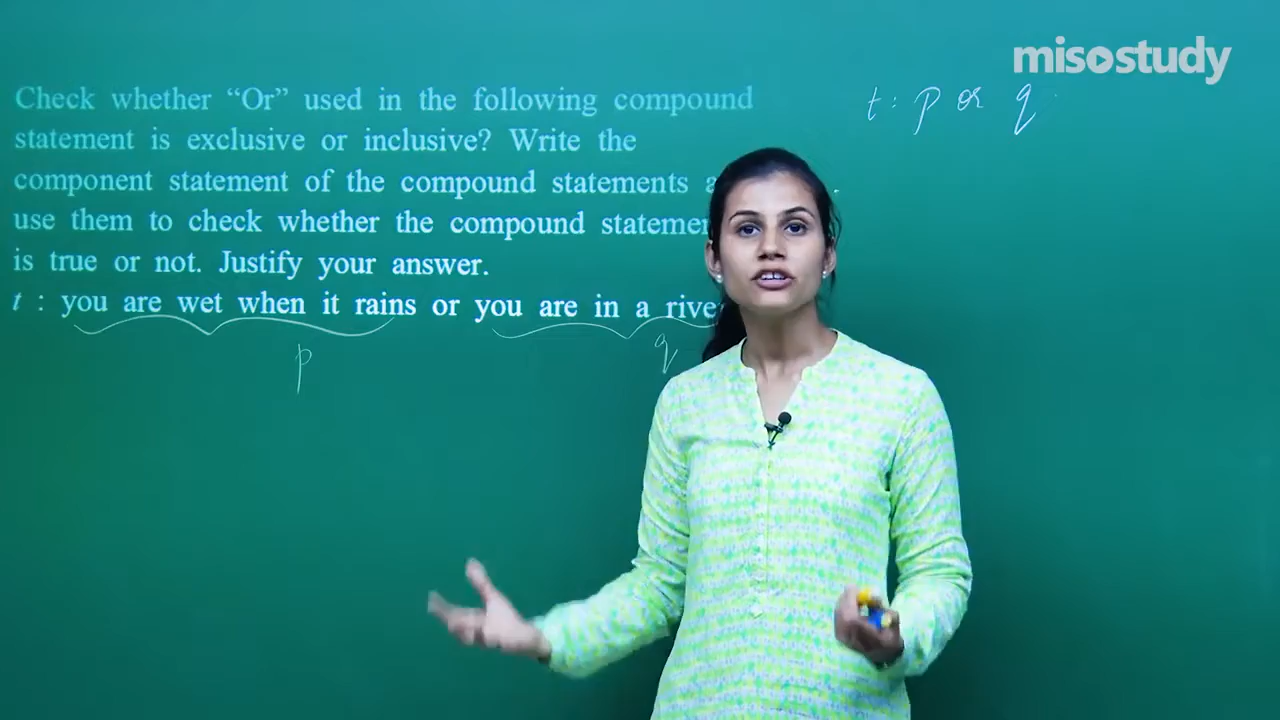 misostudy
Check whether “Or” used in the following compound
statement is exclusive or inclusive? Write the
component statement of the compound statements
use them to check whether the compound
is true or not. Justify your answer.
t : you are wet when it rains or you are in a
p
q
t : p or q